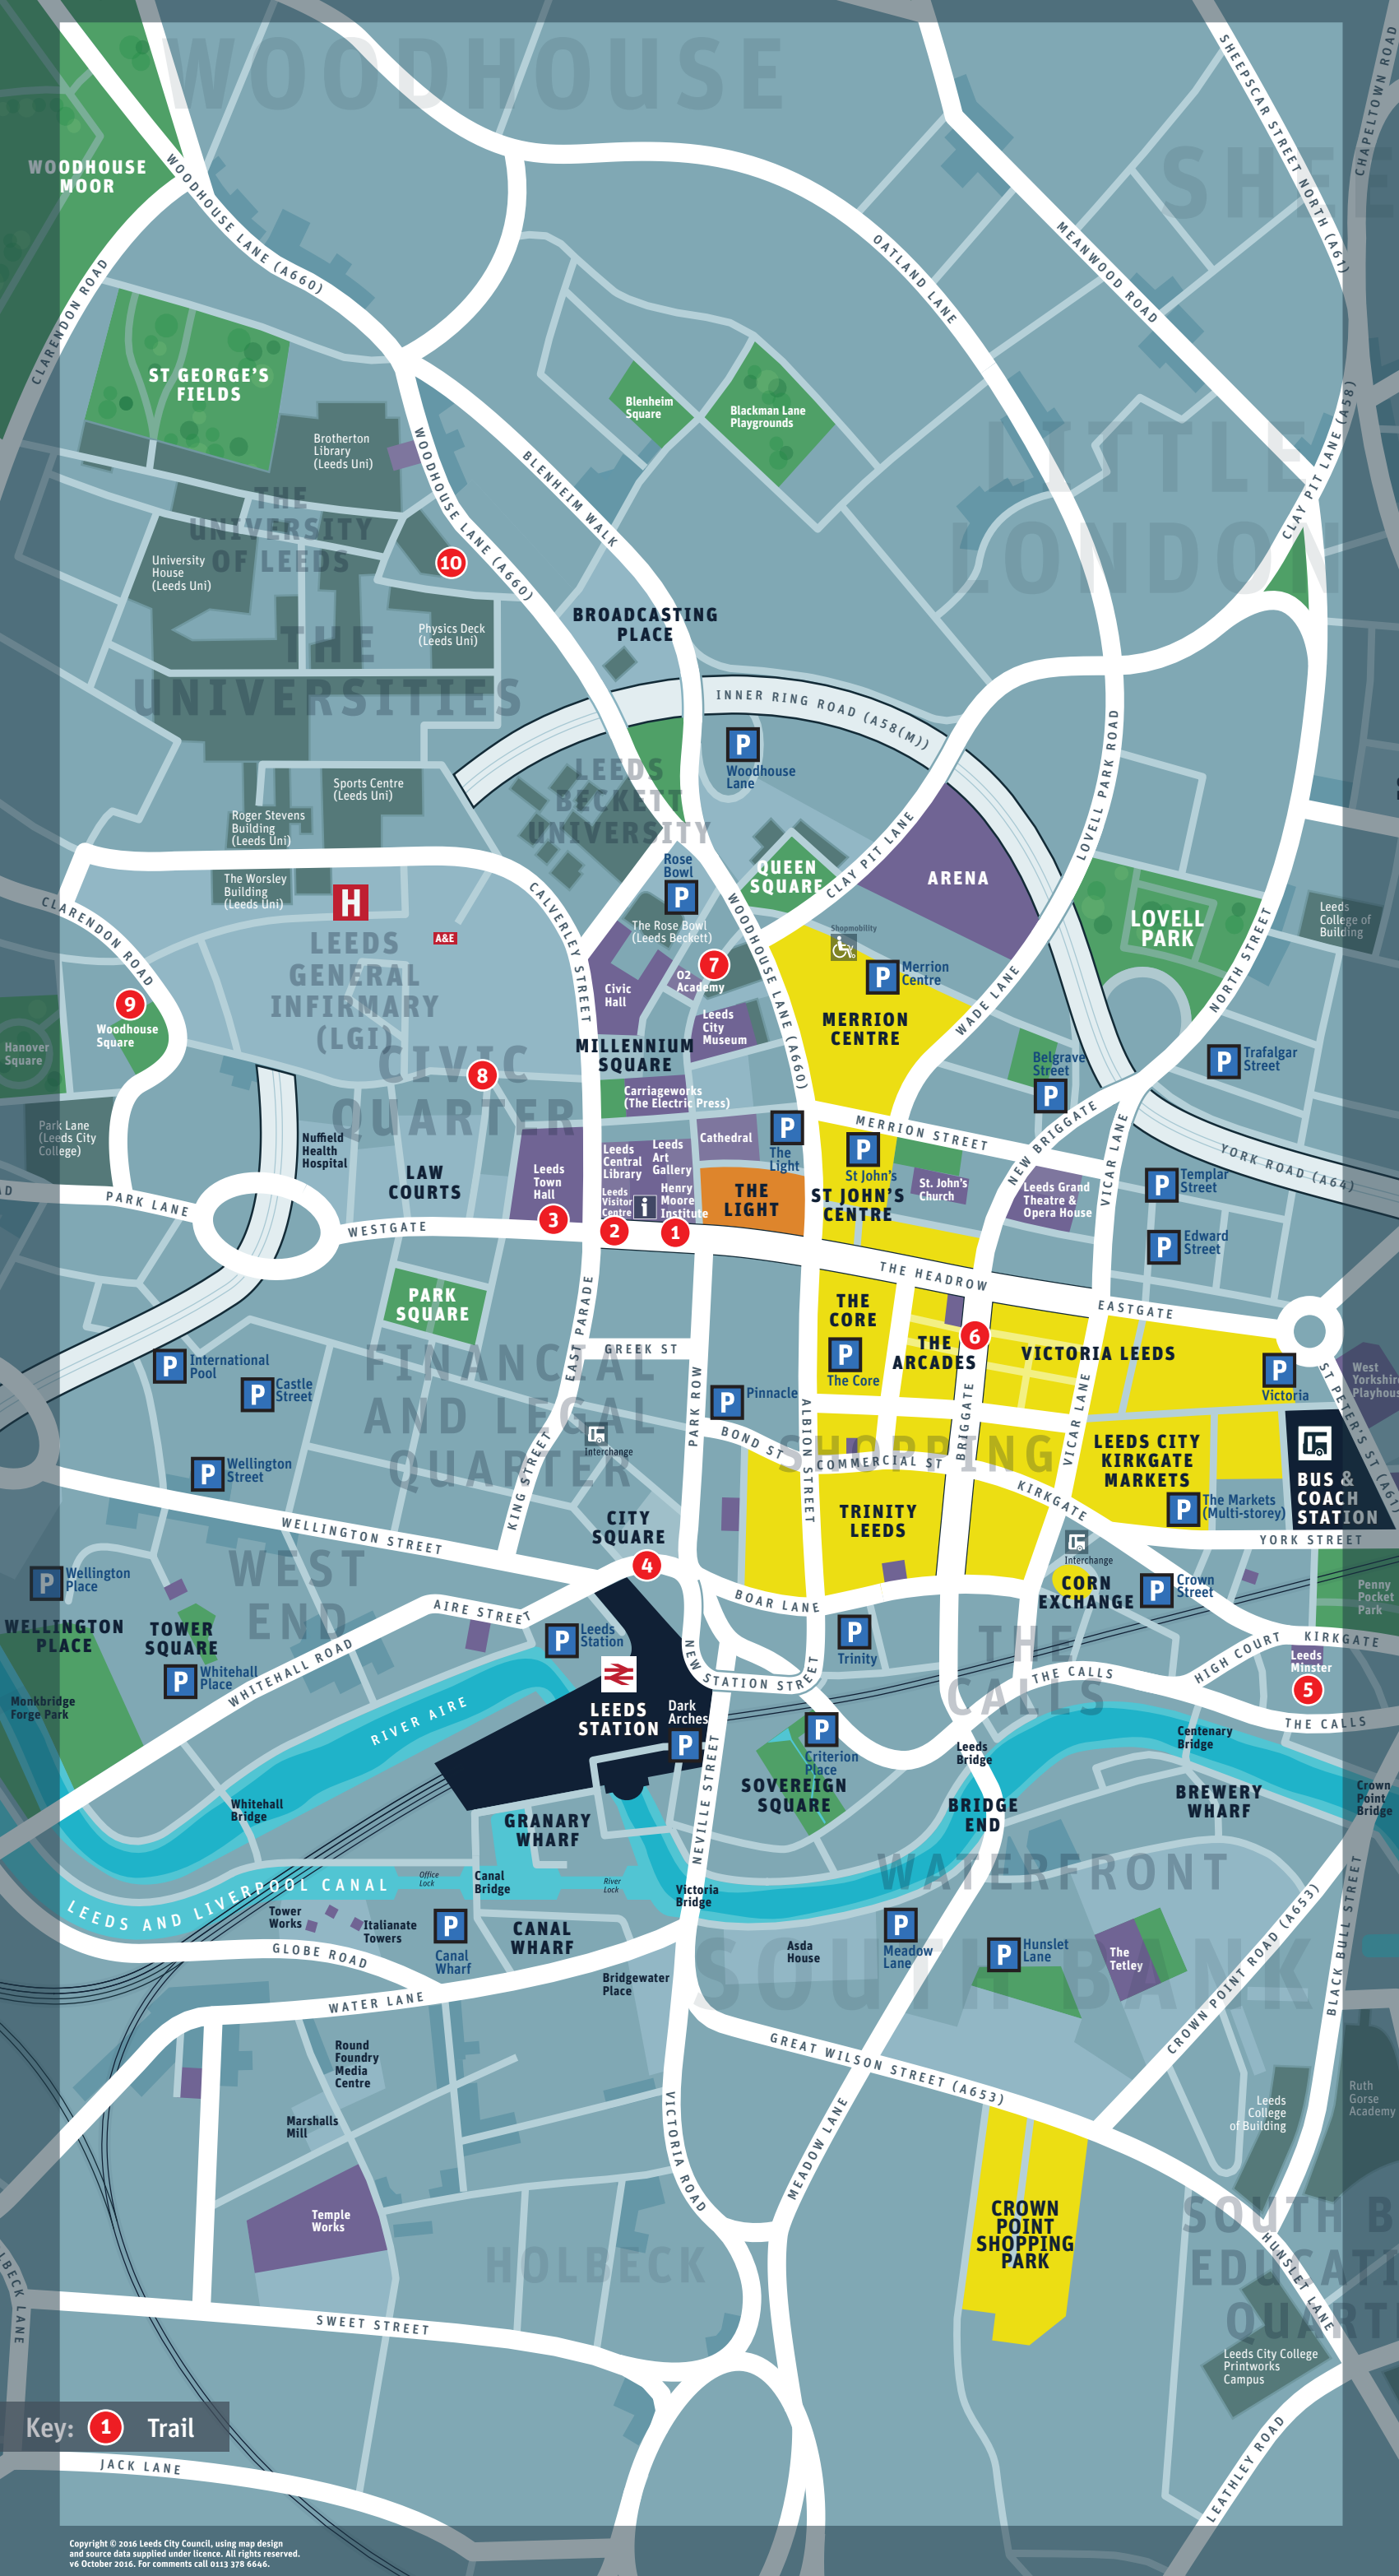 WOODHOUSE
SHEEPSCAR STREET NORTH (A61)
CHAPELTOWN ROAD
WOODHOUSE
MOOR
WOODHOUSE LANE (A660)
SHEE
MEANWOOD ROAD
OATLAND LANE
CLARENDON ROAD
ST GEORGE'S
FIELDS
Blenheim
Square
Blackman Lane
Playgrounds
Brotherton
Library
(Leeds Uni)
WOODHOUSE LANE (A660)
BLENHEIM WALK
LITTLE
LONDON
CLAY PIT LANE (A58)
THE
UNIVERSITY
OF LEEDS
University
House
(Leeds Uni)
10
BROADCASTING
PLACE
Physics Deck
(Leeds Uni)
THE
UNIVERSITIES
INNER RING ROAD (A58(M))
LOVELL PARK ROAD
P
Woodhouse
Lane
LEEDS
BECKETT
UNIVERSITY
Sports Centre
(Leeds Uni)
Roger Stevens
Building
(Leeds Uni)
Rose
Bowl
P
QUEEN
SQUARE
CLAY PIT LANE
ARENA
The Worsley
Building
(Leeds Uni)
H
A&E
CALVERLEY STREET
WOODHOUSE LANE (A660)
LOVELL
PARK
NORTH STREET
Leeds
College of
Building
CLARENDON ROAD
The Rose Bowl
(Leeds Beckett)
Shopmobility
LEEDS
GENERAL
INFIRMARY
(LGI)
7
O2
Academy
Civic
Hall
P
Merrion
Centre
WADE LANE
9
Woodhouse
Square
Hanover
Square
Leeds
City
Museum
MERRION
CENTRE
MILLENNIUM
SQUARE
8
CIVIC
QUARTER
Belgrave
Street
P
P
Trafalgar
Street
Carriageworks
(The Electric Press)
Park Lane
(Leeds City
College)
Nuffield
Health
Hospital
Cathedral
P
The
Light
MERRION STREET
P
St John's
NEW BRIGGATE
VICAR LANE
YORK ROAD (A64)
LAW
COURTS
Leeds
Town
Hall
Leeds
Central
Library
Leeds
Art
Gallery
Leeds
Visitor
Centre
i
Henry
Moore
Institute
THE
LIGHT
ST JOHN'S
CENTRE
St. John's
Church
Leeds Grand
Theatre &
Opera House
P
Templar
Street
PARK LANE
WESTGATE
3
2
1
P
Edward
Street
THE HEADROW
EASTGATE
PARK
SQUARE
EAST PARADE
THE
CORE
P
The Core
THE
ARCADES
6
VICTORIA LEEDS
GREEK ST
P
International
Pool
P
Castle
Street
FINANCIAL
AND LEGAL
QUARTER
PARK ROW
P
Pinnacle
P
Victoria
ST PETER'S ST (A61
West
Yorkshire
Playhouse
ALBION STREET
BOND ST
COMMERCIAL ST
BRIGGATE
VICAR LANE
SHOPPING
Interchange
KING STREET
P
Wellington
Street
LEEDS CITY
KIRKGATE
MARKETS
BUS &
COACH
STATION
KIRKGATE
P
The Markets
(Multi-storey)
TRINITY
LEEDS
CITY
SQUARE
WELLINGTON STREET
YORK STREET
Interchange
CORN
EXCHANGE
4
WEST
END
P
Wellington
Place
P
Crown
Street
Penny
Pocket
Park
BOAR LANE
AIRE STREET
WELLINGTON
PLACE
TOWER
SQUARE
P
Whitehall
Place
P
Leeds
Station
P
Trinity
THE
CALLS
HIGH COURT
KIRKGATE
Leeds
Minster
5
THE CALLS
THE CALLS
WHITEHALL ROAD
NEW STATION STREET
Monkbridge
Forge Park
RIVER AIRE
LEEDS
STATION
Dark
Arches
P
P
Criterion
Place
Leeds
Bridge
Centenary
Bridge
SOVEREIGN
SQUARE
NEVILLE STREET
BRIDGE
END
BREWERY
WHARF
Crown
Point
Bridge
Whitehall
Bridge
GRANARY
WHARF
WATERFRONT
LEEDS AND LIVERPOOL CANAL
Office
Lock
Canal
Bridge
River
Lock
Victoria
Bridge
Tower
Works
Italianate
Towers
P
Canal
Wharf
CANAL
WHARF
Asda
House
P
Meadow
Lane
P
Hunslet
Lane
The
Tetley
CROWN POINT ROAD (A653)
BLACK BULL STREET
SOUTH BANK
GLOBE ROAD
Bridgewater
Place
WATER LANE
GREAT WILSON STREET (A653)
Round
Foundry
Media
Centre
Marshalls
Mill
VICTORIA ROAD
MEADOW LANE
Leeds
College
of Building
Ruth
Gorse
Academy
Temple
Works
CROWN
POINT
SHOPPING
PARK
HOLBECK
SOUTH B
EDUCATI
QUART
HUNSLET LANE
LBECK LANE
SWEET STREET
Leeds City College
Printworks
Campus
Key: 1 Trail
JACK LANE
LEATHLEY ROAD
Copyright © 2016 Leeds City Council, using map design
and source data supplied under licence. All rights reserved.
v6 October 2016. For comments call 0113 378 6646.